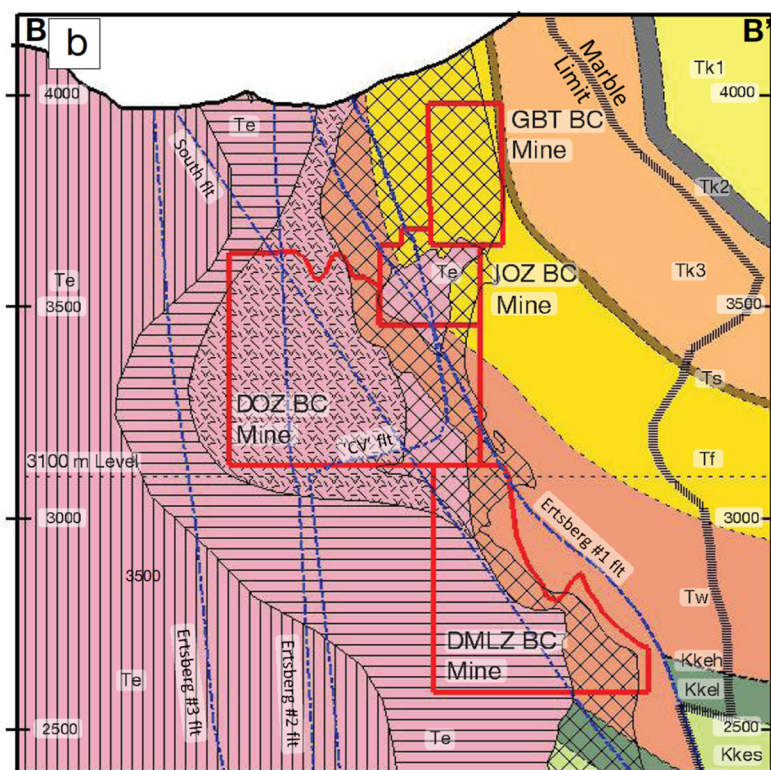 B
b
B'
4000
Te
South flt
Marble
Limit
Tk1
4000
GBT BC
Mine
Tk2
Te
3500
Te
IOZ BC
Mine
Tk3
3500
DOZ BC
Mine
'CV' flt
Ts
3100 m Level
Tf
3000
Ertsberg #1 flt
3000
3500
Tw
Te
Ertsberg #3 flt
Ertsberg #2 flt
DMLZ BC
Mine
Kkeh
Kkel
2500
Te
2500
Kkes